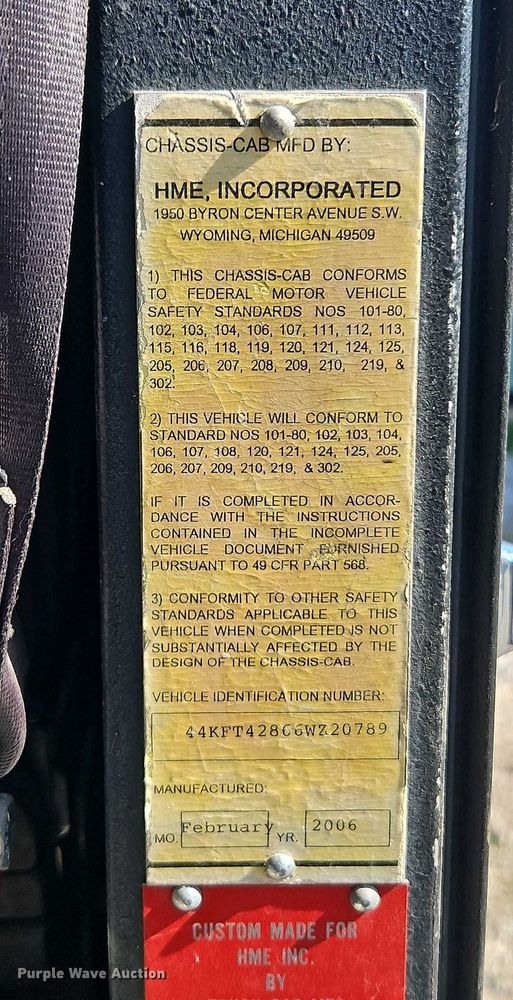 CHASSIS-CAB MFD BY:
HME, INCORPORATED
1950 BYRON CENTER AVENUE S.W.
WYOMING, MICHIGAN 49509
1) THIS CHASSIS-CAB CONFORMS
TO FEDERAL MOTOR VEHICLE
SAFETY STANDARDS NOS 101-80,
102, 103, 104, 106, 107, 111, 112, 113,
115, 116, 118, 119, 120, 121, 124, 125,
205, 206, 207, 208, 209, 210, 219, &
302.
2) THIS VEHICLE WILL CONFORM TO
STANDARD NOS 101-80, 102, 103, 104,
106, 107, 108, 120, 121, 124, 125, 205,
206, 207, 209, 210, 219, & 302.
IF IT IS COMPLETED IN ACCOR-
DANCE WITH THE INSTRUCTIONS
CONTAINED IN THE INCOMPLETE
VEHICLE DOCUMENT FURNISHED
PURSUANT TO 49 CFR PART 568.
3) CONFORMITY TO OTHER SAFETY
STANDARDS APPLICABLE TO THIS
VEHICLE WHEN COMPLETED IS NOT
SUBSTANTIALLY AFFECTED BY THE
DESIGN OF THE CHASSIS-CAB.
VEHICLE IDENTIFICATION NUMBER:
44KFT42866WZ20789
MANUFACTURED:
MO. February YR. 2006
CUSTOM MADE FOR
HME INC.
BY
Purple Wave Auction